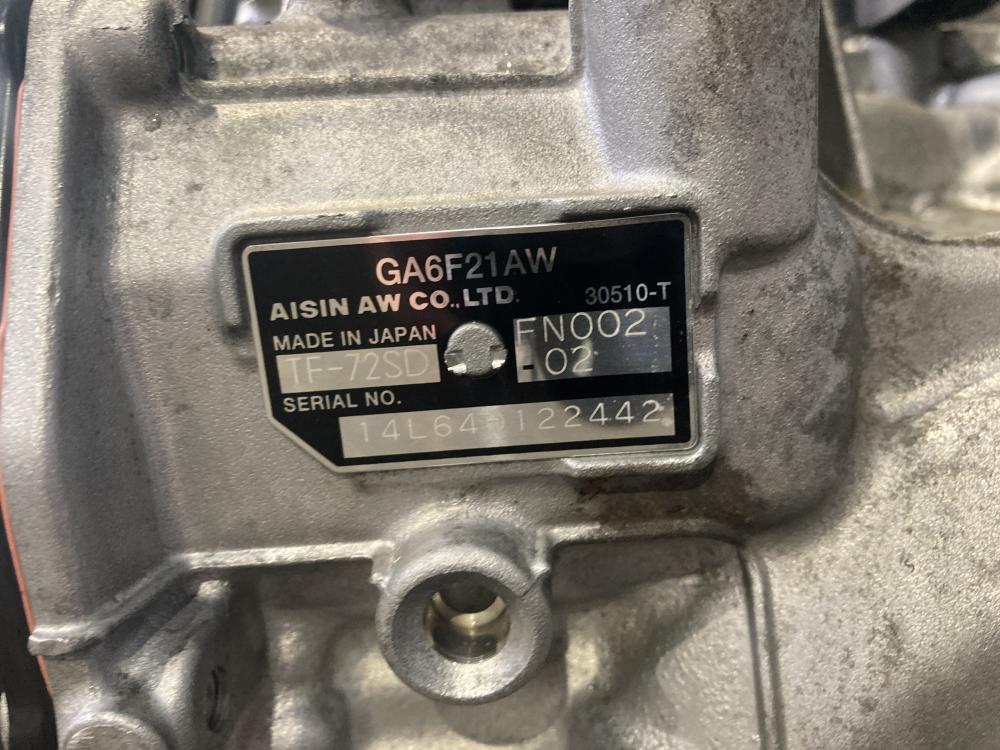 GA6F21AW
AISIN AW CO.,LTD. 30510-T
MADE IN JAPAN FN002
TF-72SD -02
SERIAL NO.